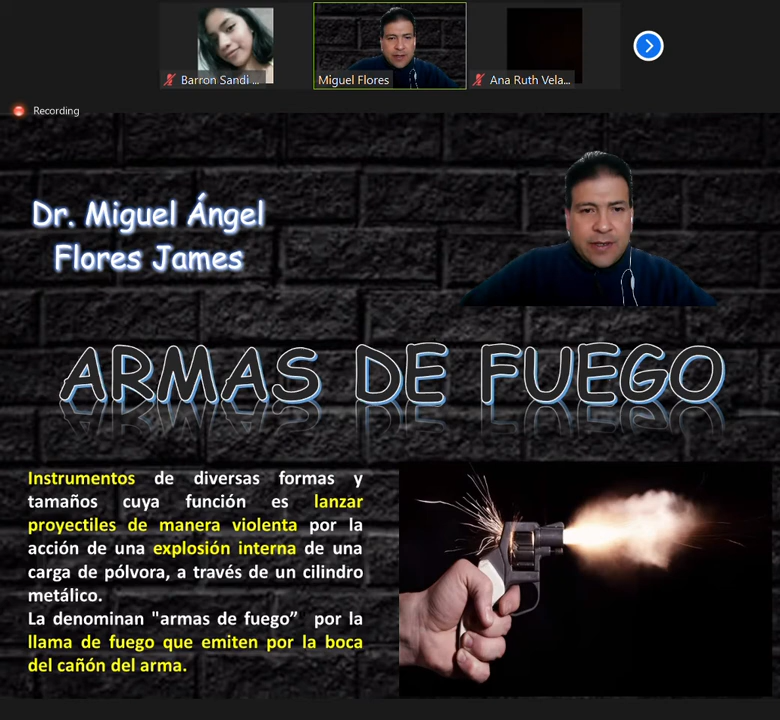 Barron Sandi ...
Miguel Flores
Ana Ruth Vela...
Recording
Dr. Miguel Ángel
Flores James
ARMAS DE FUEGO
Instrumentos de diversas formas y
tamaños cuya función es lanzar
proyectiles de manera violenta por la
acción de una explosión interna de una
carga de pólvora, a través de un cilindro
metálico.
La denominan "armas de fuego” por la
llama de fuego que emiten por la boca
del cañón del arma.